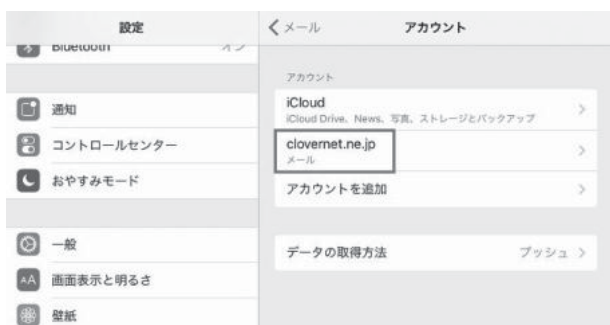 設定
Bluetooth
オン
通知
コントロールセンター
おやすみモード
一般
AA 画面表示と明るさ
壁紙
メール
アカウント
アカウント
iCloud
iCloud Drive、News、写真、ストレージとバックアップ
clovernet.ne.jp
メール
アカウントを追加
データの取得方法
プッシュ